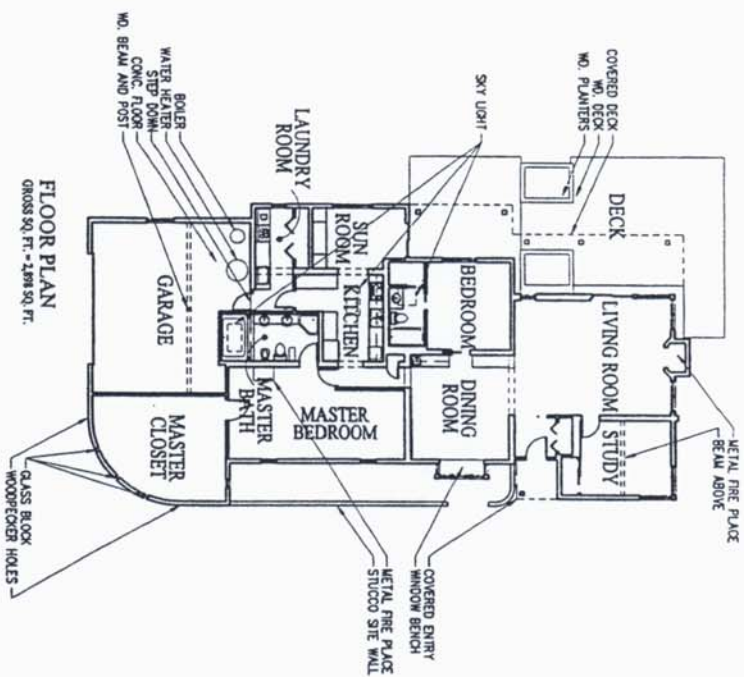 COVERED DECK
WD. DECK
WD. PLANTERS
SKY LIGHT
BOILER
WATER HEATER
STEP DOWN
CONC. FLOOR
WD. BEAM AND POST
LAUNDRY
ROOM
SUN
ROOM
KITCHEN
BEDROOM
DECK
LIVING ROOM
STUDY
DINING
ROOM
MASTER
BEDROOM
MASTER
BATH
GARAGE
MASTER
CLOSET
METAL FIRE PLACE
BEAM ABOVE
COVERED ENTRY
WINDOW BENCH
METAL FIRE PLACE
STUCCO SITE WALL
GLASS BLOCK
WOODPECKER HOLES
FLOOR PLAN
GROSS SQ. FT. = 2,898 SQ. FT.